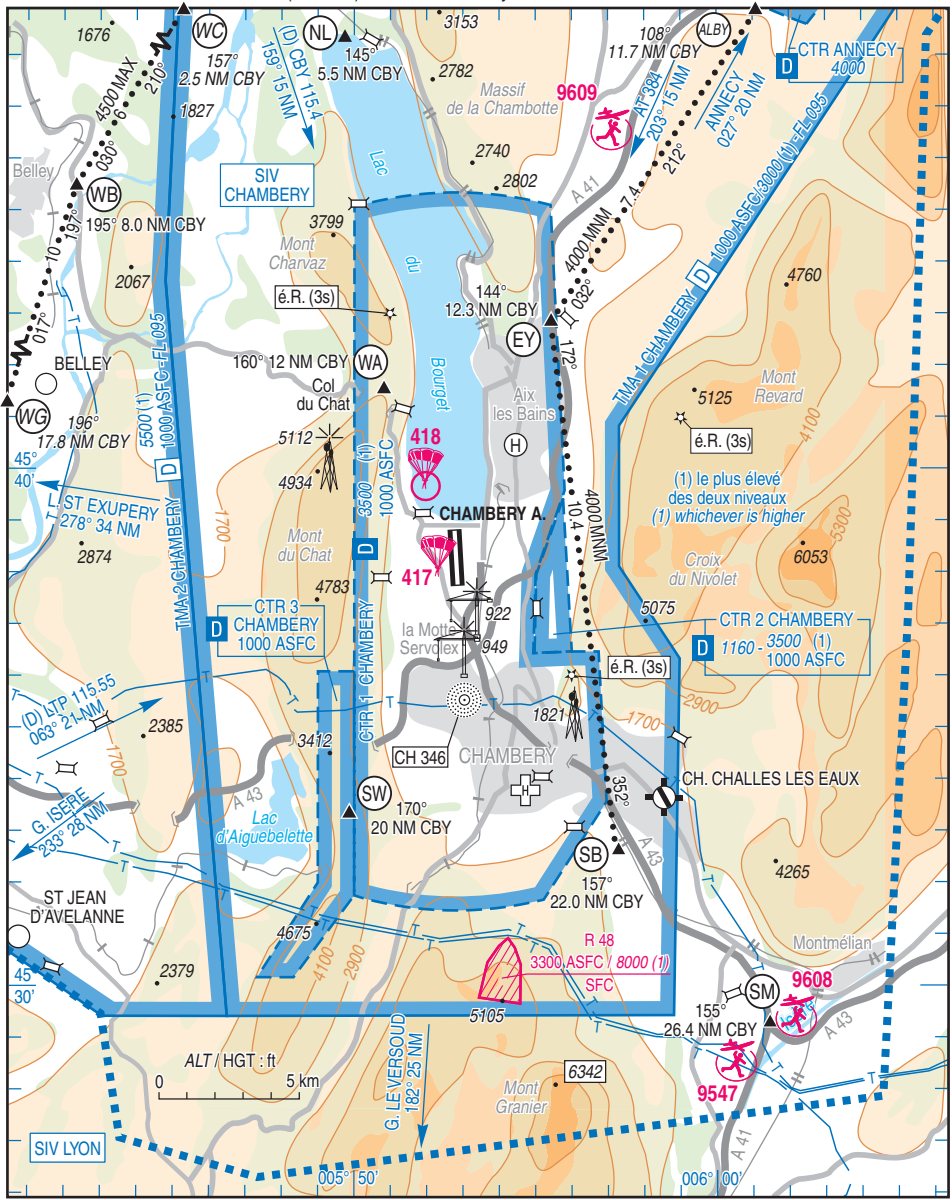 1676
WC
157°
2.5 NM CBY
NL
145°
5.5 NM CBY
3153
2782
108°
11.7 NM CBY
ALBY
CTR ANNECY
D
4000
4500 MAX
6
210°
030°
1827
(D) CBY 115.4
159° 15 NM
Massif
de la Chambotte
9609
AT 384
203° 15 NM
ANNECY
027° 20 NM
Belley
WB
195° 8.0 NM CBY
SIV
CHAMBERY
Lac
2740
2802
A 41
212°
7.4
4000 MNM
032°
TMA 1 CHAMBERY D 1000 ASFC/3000(1)-FL 095
197°
10
017°
2067
3799
Mont
Charvaz
du
4760
é.R. (3s)
144°
12.3 NM CBY
EY
172°
BELLEY
WG
196°
17.8 NM CBY
160° 12 NM CBY
WA
Col
du Chat
Bourget
Aix
les Bains
Mont
Revard
5125
é.R. (3s)
4100
5500 (1)
1000 ASFC-FL 095
D
TMA 2 CHAMBERY
5112
4934
418
H
45°
40'
3500 (1)
1000 ASFC
D
CTR 1 CHAMBERY
(1) le plus élevé
des deux niveaux
(1) whichever is higher
5300
ST EXUPERY
278° 34 NM
1700
CHAMBERY A.
4000 MNM
10.4
2874
Mont
du Chat
417
Croix
du Nivolet
6053
4783
922
5075
CTR 3
CHAMBERY
1000 ASFC
D
la Motte
Servolex
949
CTR 2 CHAMBERY
D
1160 - 3500 (1)
1000 ASFC
é.R. (3s)
(D) LTP 115.55
063° 21 NM
2385
1700
3412
CH 346
1821
1700
2900
CHAMBERY
H
CH. CHALLES LES EAUX
352°
A 43
SW
170°
20 NM CBY
G. ISERE
233° 28 NM
Lac
d'Aiguebelette
SB
157°
22.0 NM CBY
A 43
4265
ST JEAN
D'AVELANNE
4675
4100
2900
R 48
3300 ASFC / 8000 (1)
SFC
Montmélian
45°
30'
2379
5105
SM
155°
26.4 NM CBY
9608
A 43
ALT / HGT : ft
0
5 km
G. LE VERSOUD
182° 25 NM
Mont
Granier
6342
9547
A 41
SIV LYON
005° 50'
006° 00'